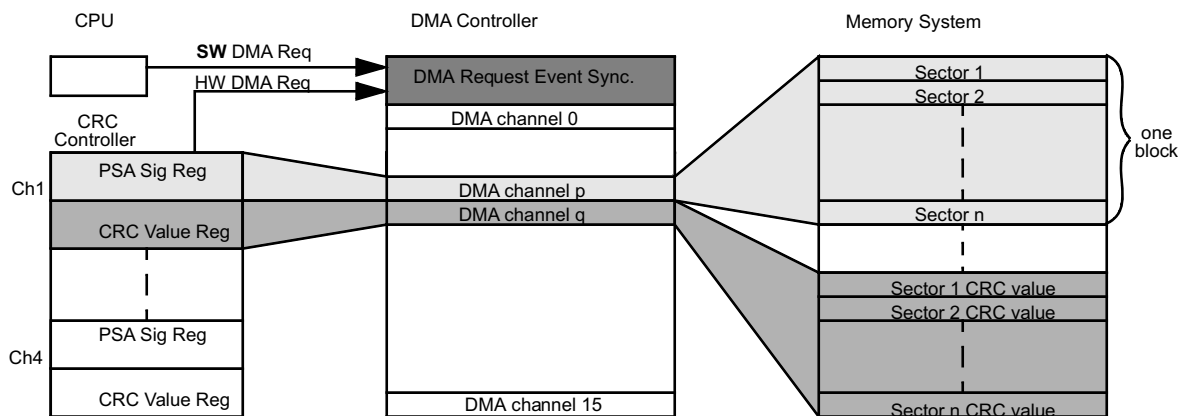 CPU
DMA Controller
Memory System
SW DMA Req
HW DMA Req
DMA Request Event Sync.
DMA channel 0
CRC
Controller
Ch1
PSA Sig Reg
CRC Value Reg
DMA channel p
DMA channel q
Sector 1
Sector 2
Sector n
one
block
Sector 1 CRC value
Sector 2 CRC value
Sector n CRC value
Ch4
PSA Sig Reg
CRC Value Reg
DMA channel 15